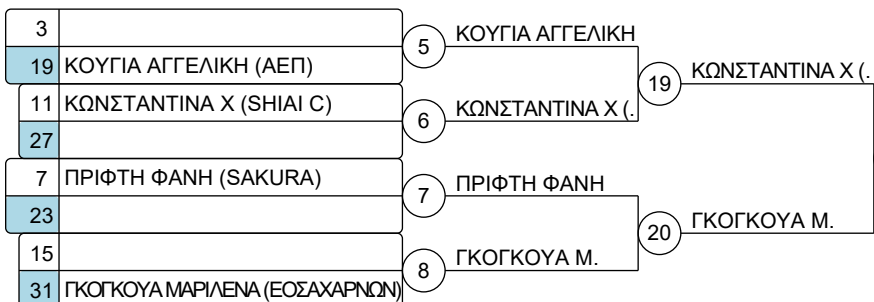 3
19 ΚΟΥΓΙΑ ΑΓΓΕΛΙΚΗ (ΑΕΠ)
5 ΚΟΥΓΙΑ ΑΓΓΕΛΙΚΗ
11 ΚΩΝΣΤΑΝΤΙΝΑ Χ (SHIAI C)
27
6 ΚΩΝΣΤΑΝΤΙΝΑ Χ (.
19 ΚΩΝΣΤΑΝΤΙΝΑ Χ (.
7 ΠΡΙΦΤΗ ΦΑΝΗ (SAKURA)
23
7 ΠΡΙΦΤΗ ΦΑΝΗ
15
31 ΓΚΟΓΚΟΥΑ ΜΑΡΙΛΕΝΑ (ΕΟΣΑΧΑΡΝΩΝ)
8 ΓΚΟΓΚΟΥΑ Μ.
20 ΓΚΟΓΚΟΥΑ Μ.